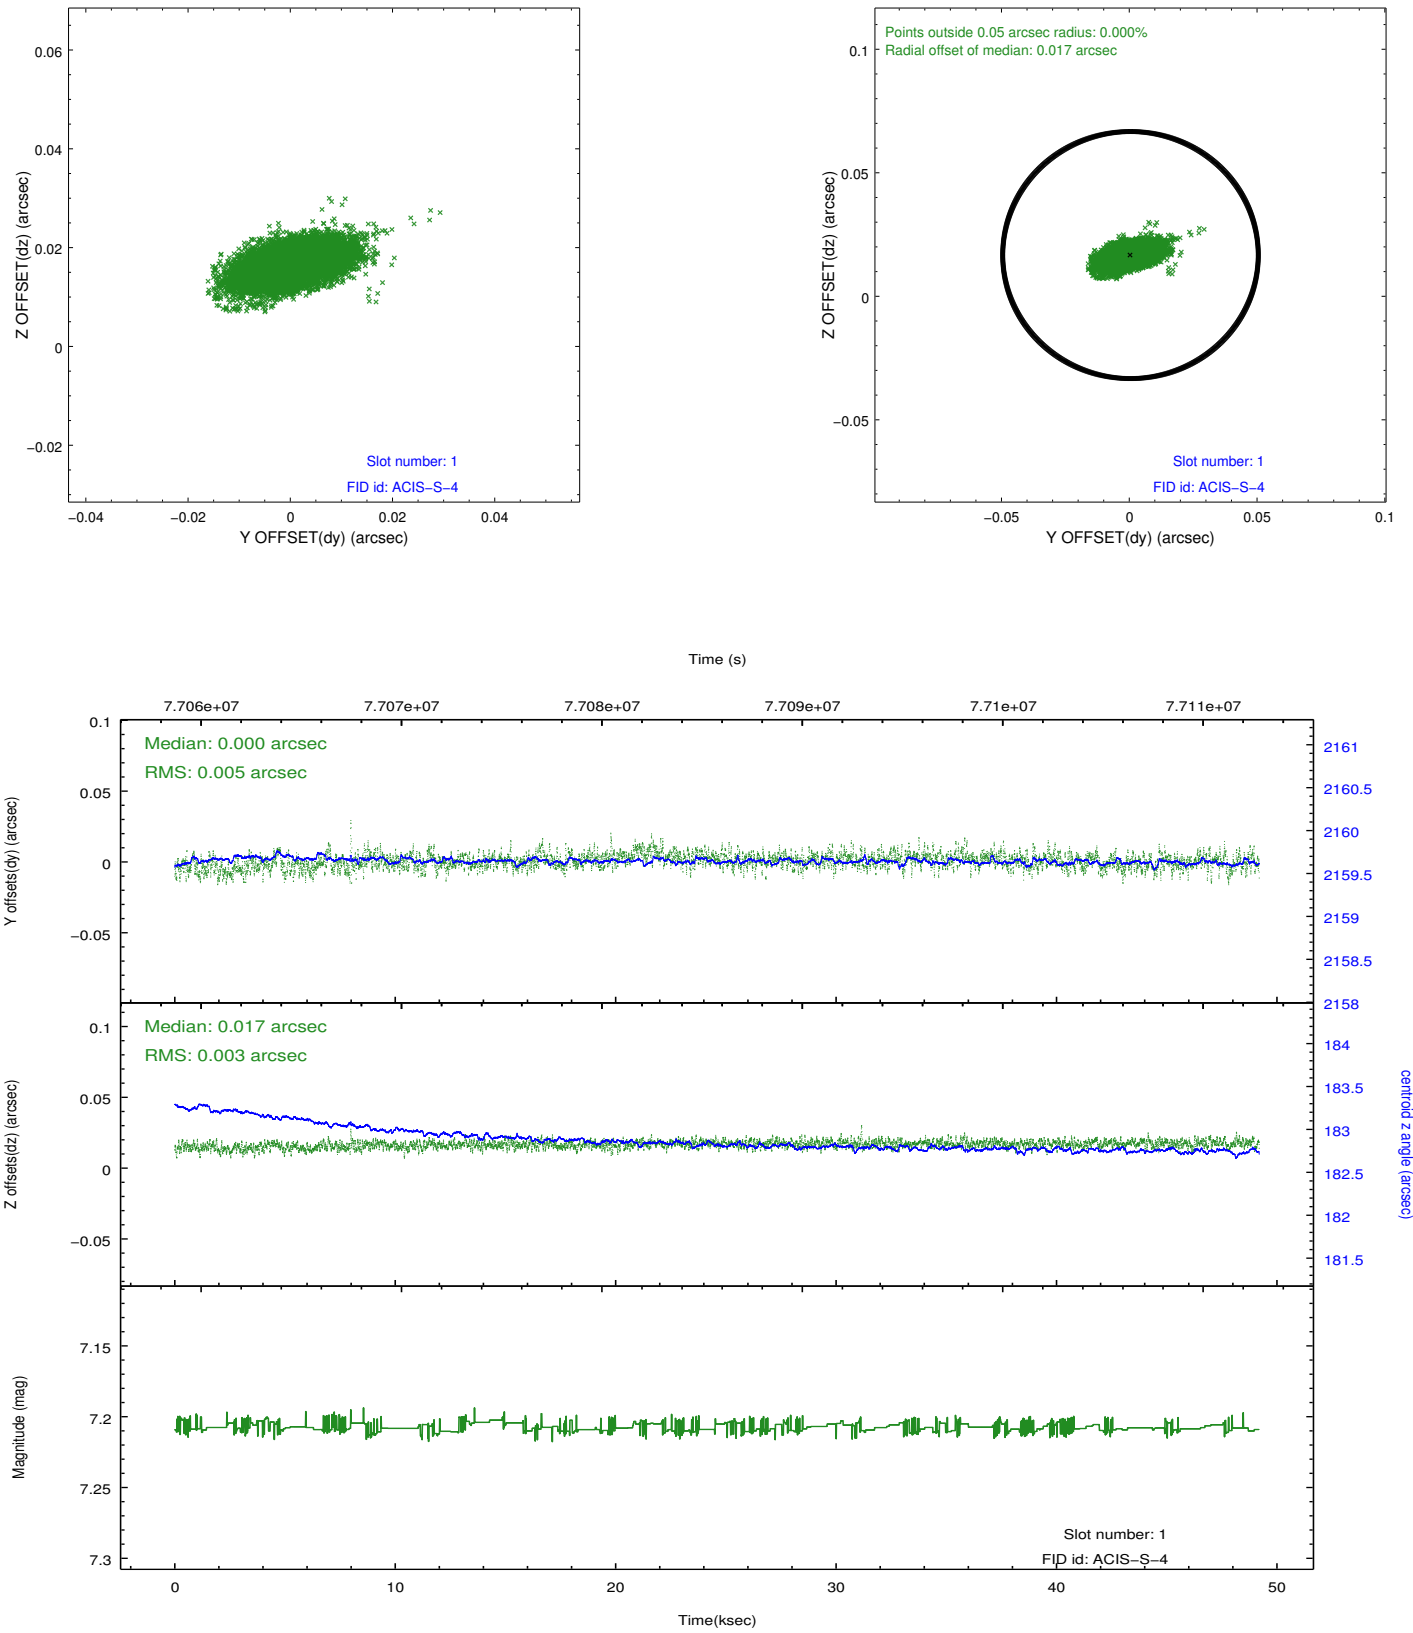 0.06
0.04
0.02
0
−0.02
Z OFFSET(dz) (arcsec)
−0.04
−0.02
0
0.02
0.04
Y OFFSET(dy) (arcsec)
Slot number: 1
FID id: ACIS−S−4
Points outside 0.05 arcsec radius: 0.000%
Radial offset of median: 0.017 arcsec
0.1
0.05
0
−0.05
Z OFFSET(dz) (arcsec)
−0.05
0
0.05
0.1
Y OFFSET(dy) (arcsec)
Slot number: 1
FID id: ACIS−S−4
Time (s)
7.706e+07
7.707e+07
7.708e+07
7.709e+07
7.71e+07
7.711e+07
Median: 0.000 arcsec
RMS: 0.005 arcsec
0.1
0.05
0
−0.05
Y offsets(dy) (arcsec)
2161
2160.5
2160
2159.5
2159
2158.5
2158
Median: 0.017 arcsec
RMS: 0.003 arcsec
0.1
0.05
0
−0.05
Z offsets(dz) (arcsec)
184
183.5
183
182.5
182
181.5
centroid z angle (arcsec)
7.15
7.2
7.25
7.3
Magnitude (mag)
Slot number: 1
FID id: ACIS−S−4
0
10
20
30
40
50
Time(ksec)